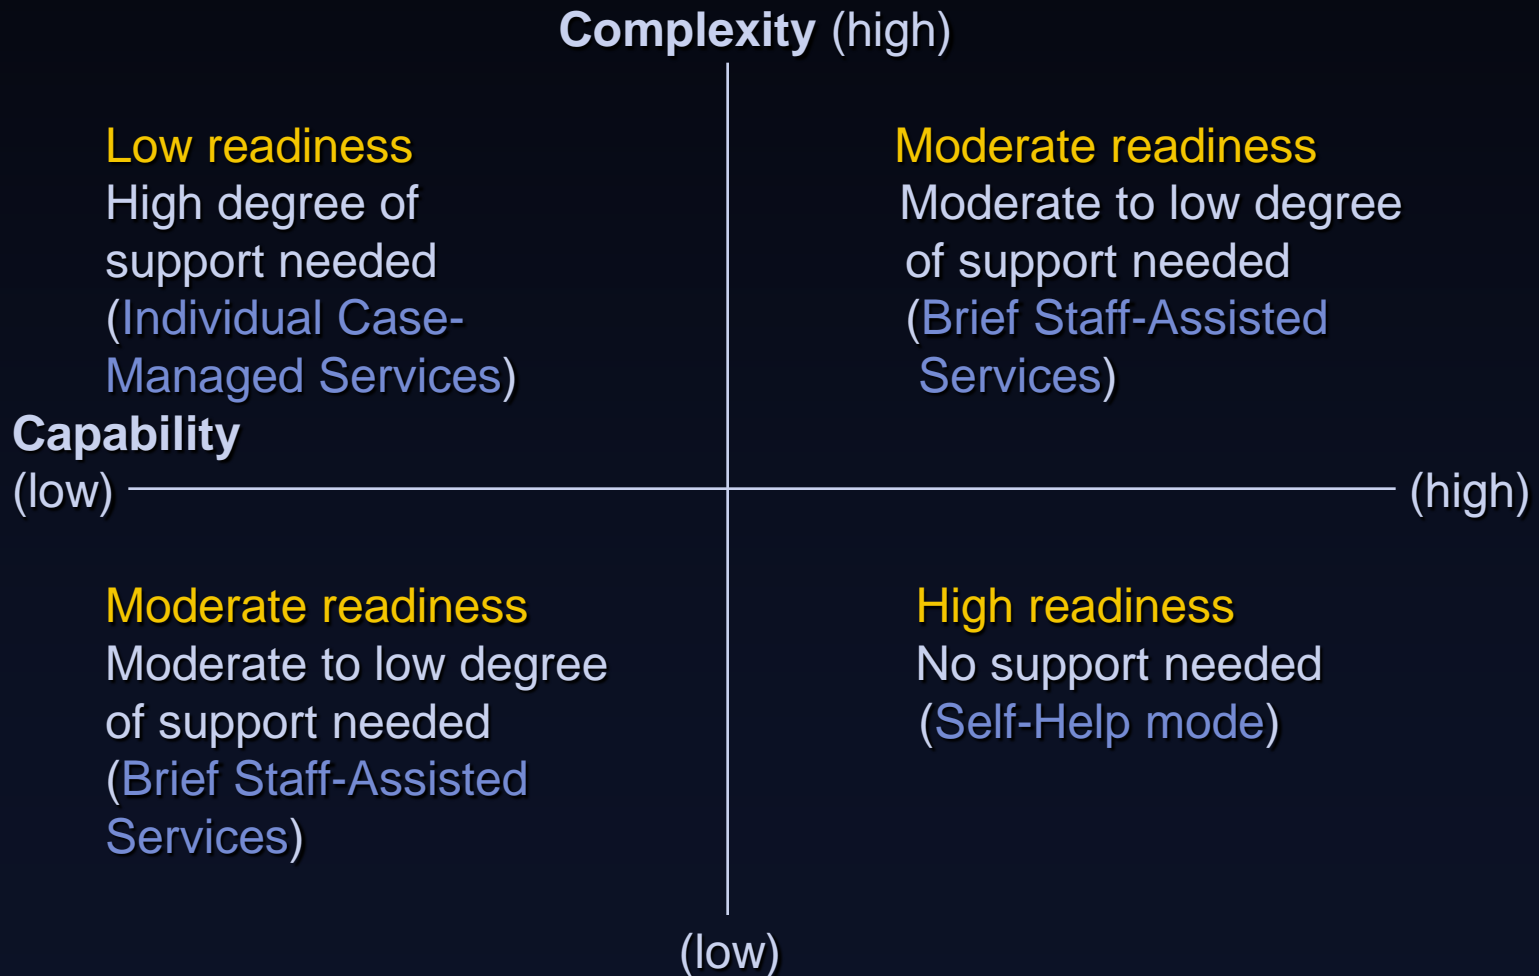 Complexity (high)
Low readiness
High degree of
support needed
(Individual Case-
Managed Services)
Moderate readiness
Moderate to low degree
of support needed
(Brief Staff-Assisted
Services)
Capability
(low)
(high)
Moderate readiness
Moderate to low degree
of support needed
(Brief Staff-Assisted
Services)
High readiness
No support needed
(Self-Help mode)
(low)